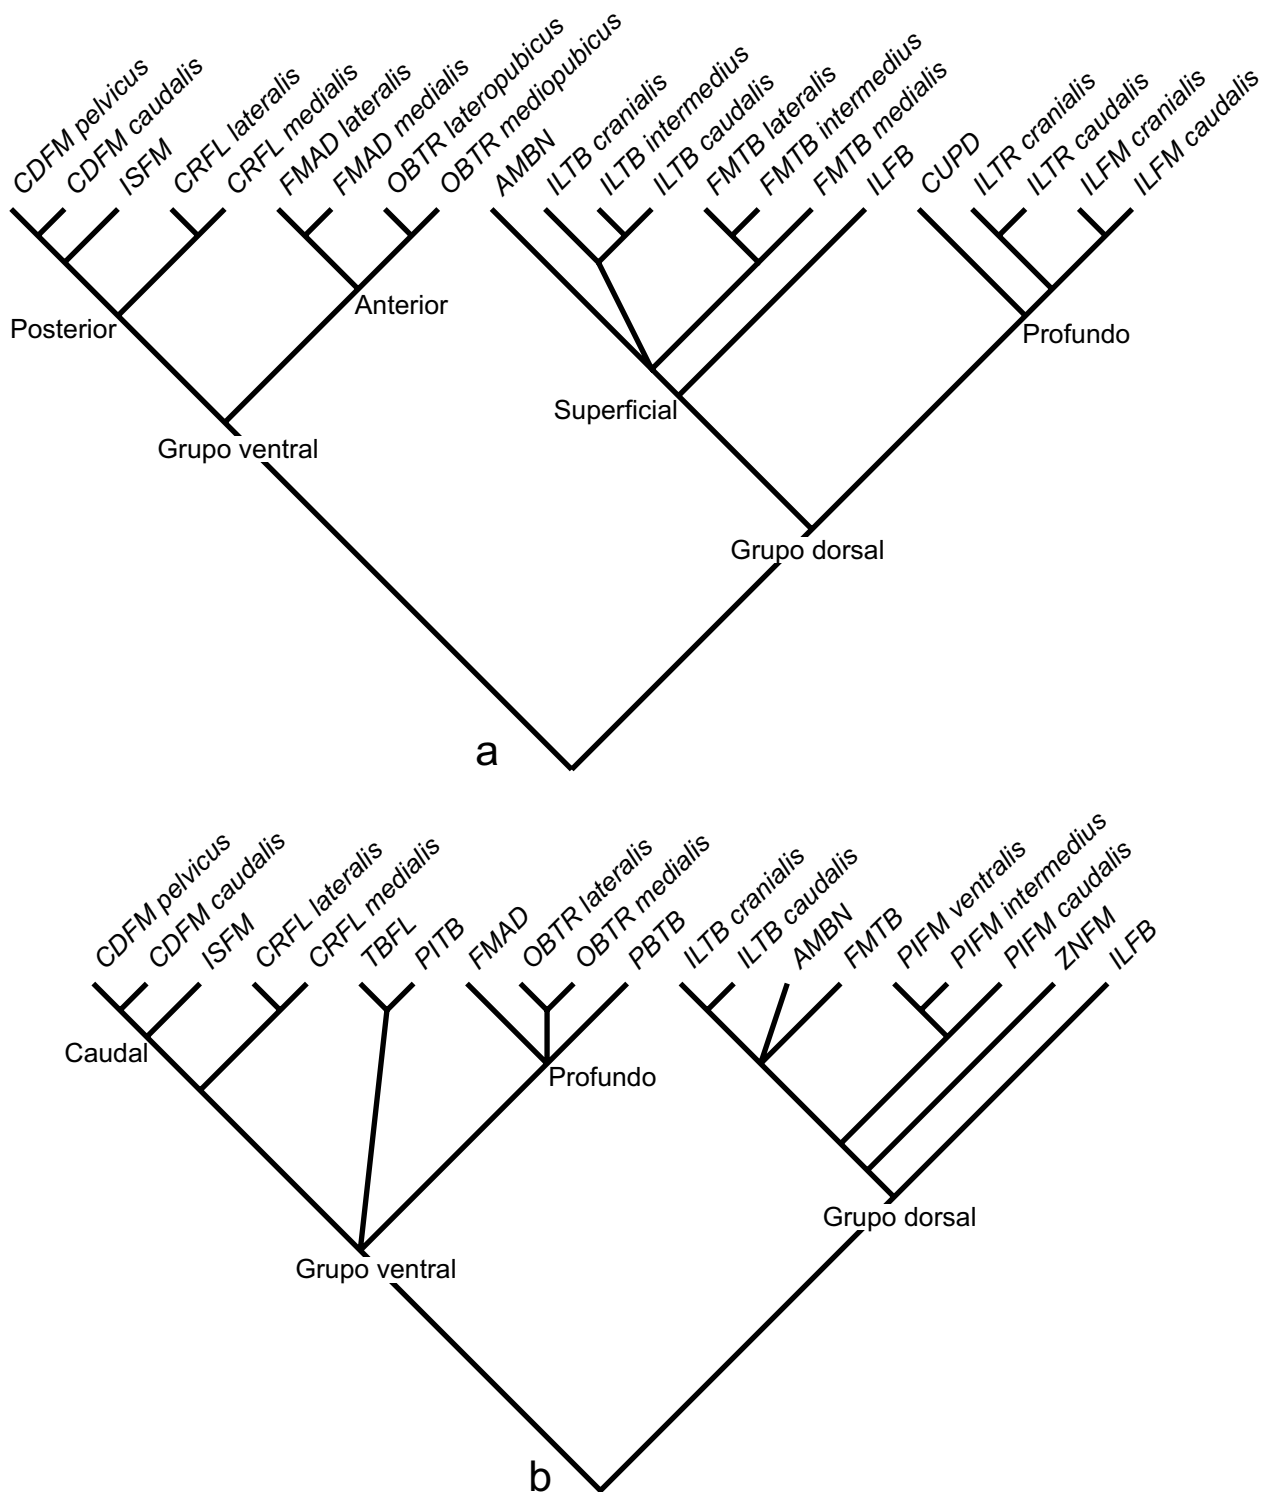 CDFM pelvicus
CDFM caudalis
ISFM
CRFL lateralis
CRFL medialis
FMAD lateralis
FMAD medialis
OBTR lateropubicus
OBTR mediopubicus
AMBN
ILTB cranialis
ILTB intermedius
ILTB caudalis
FMTB lateralis
FMTB intermedius
FMTB medialis
ILFB
CUPD
ILTR cranialis
ILTR caudalis
ILFM cranialis
ILFM caudalis
Posterior
Anterior
Superficial
Profundo
Grupo ventral
Grupo dorsal
a
CDFM pelvicus
CDFM caudalis
ISFM
CRFL lateralis
CRFL medialis
TBFL
PITB
FMAD
OBTR lateralis
OBTR medialis
PBTB
ILTB cranialis
ILTB caudalis
AMBN
FMTB
PIFM ventralis
PIFM intermedius
PIFM caudalis
ZNFM
ILFB
Caudal
Profundo
Grupo ventral
Grupo dorsal
b